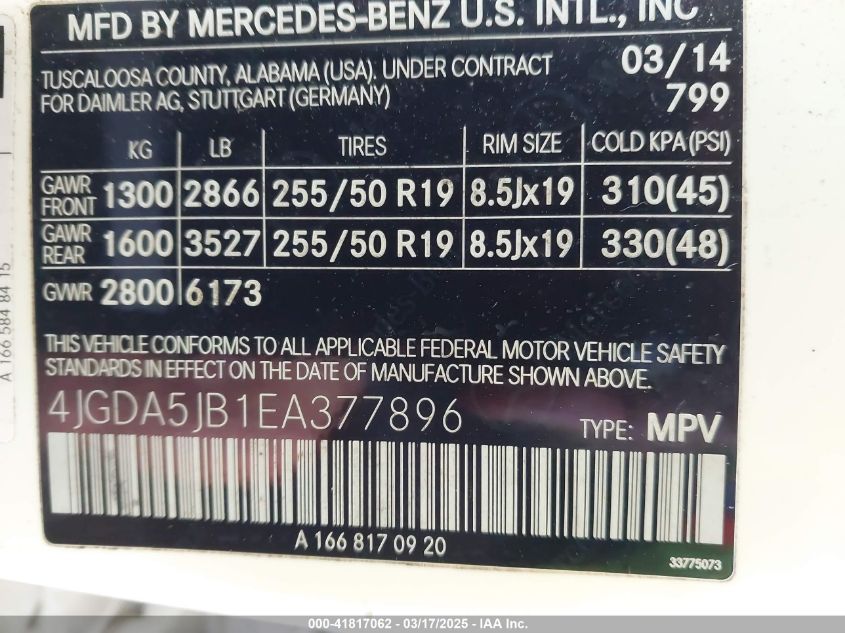 MFD BY MERCEDES-BENZ U.S. INTL., INC
TUSCALOOSA COUNTY, ALABAMA (USA). UNDER CONTRACT
FOR DAIMLER AG, STUTTGART (GERMANY)
03/14
799
KG LB TIRES RIM SIZE COLD KPA (PSI)
GAWR FRONT 1300 2866 255/50 R19 8.5Jx19 310(45)
GAWR REAR 1600 3527 255/50 R19 8.5Jx19 330(48)
GVWR 2800 6173
THIS VEHICLE CONFORMS TO ALL APPLICABLE FEDERAL MOTOR VEHICLE SAFETY
STANDARDS IN EFFECT ON THE DATE OF MANUFACTURE SHOWN ABOVE.
4JGDA5JB1EA377896
TYPE: MPV
A 166 817 09 20
33775073
A 166 584 84 15
000-41817062 - 03/17/2025 - IAA Inc.